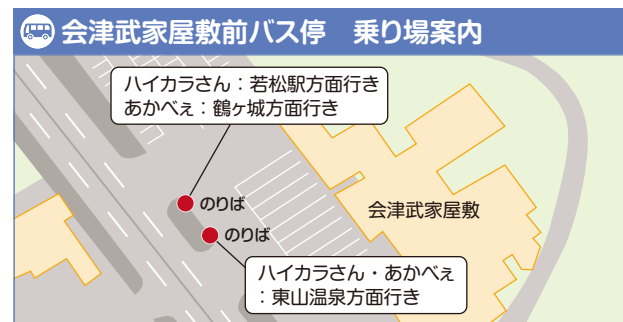 会津武家屋敷前バス停　乗り場案内
ハイカラさん：若松駅方面行き
あかべぇ：鶴ヶ城方面行き
のりば
会津武家屋敷
のりば
ハイカラさん・あかべぇ
：東山温泉方面行き